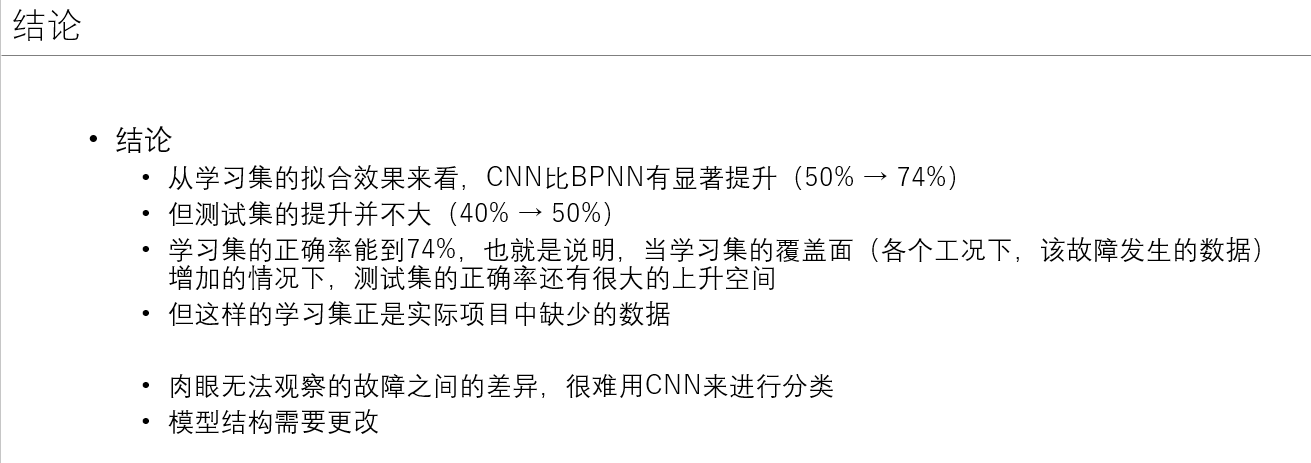 结论
• 结论
• 从学习集的拟合效果来看，CNN比BPNN有显著提升（50% → 74%）
• 但测试集的提升并不大（40% → 50%）
• 学习集的正确率能到74%，也就是说明，当学习集的覆盖面（各个工况下，该故障发生的数据）
增加的情况下，测试集的正确率还有很大的上升空间
• 但这样的学习集正是实际项目中缺少的数据
• 肉眼无法观察的故障之间的差异，很难用CNN来进行分类
• 模型结构需要更改